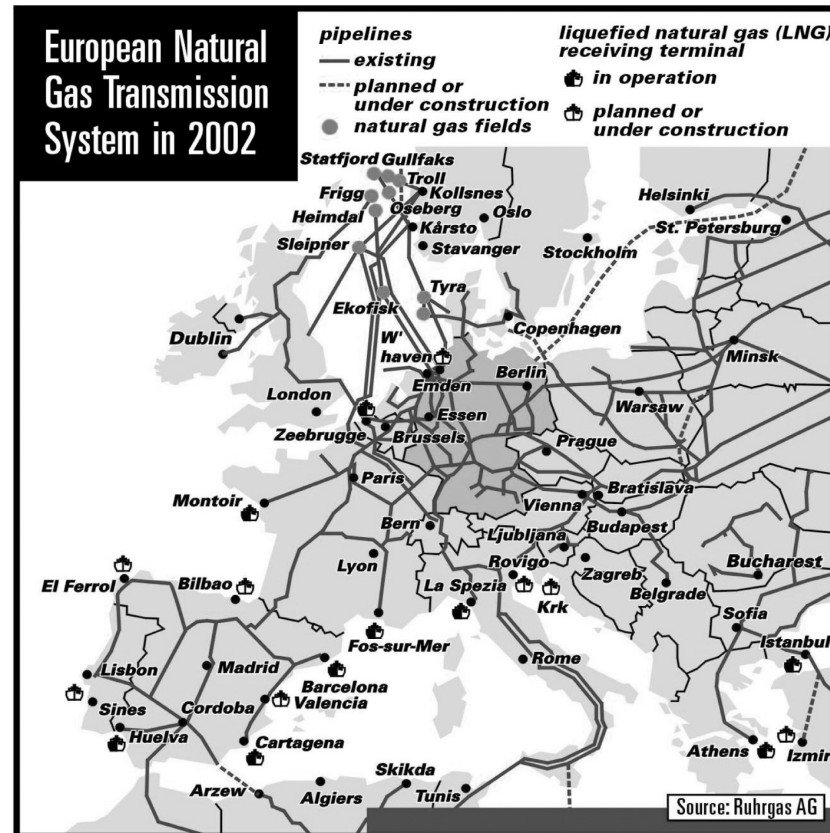 European Natural
Gas Transmission
System in 2002
pipelines
existing
planned or
under construction
natural gas fields
liquefied natural gas (LNG)
receiving terminal
in operation
planned or
under construction
Statfjord
Gullfaks
Troll
Frigg
Kollsnes
Oseberg
Heimdal
Helsinki
St. Petersburg
Oslo
Kårsto
Sleipner
Stavanger
Stockholm
Tyra
Ekofisk
Dublin
Copenhagen
W'
haven
Minsk
Emden
Berlin
London
Essen
Warsaw
Zeebrugge
Brussels
Prague
Paris
Montoir
Vienna
Bratislava
Bern
Budapest
Ljubljana
Lyon
Rovigo
Zagreb
Bucharest
El Ferrol
Bilbao
La Spezia
Krk
Belgrade
Sofia
Fos-sur-Mer
Istanbul
Lisbon
Madrid
Rome
Barcelona
Sines
Cordoba
Valencia
Huelva
Cartagena
Athens
Izmir
Skikda
Arzew
Algiers
Tunis
Source: Ruhrgas AG